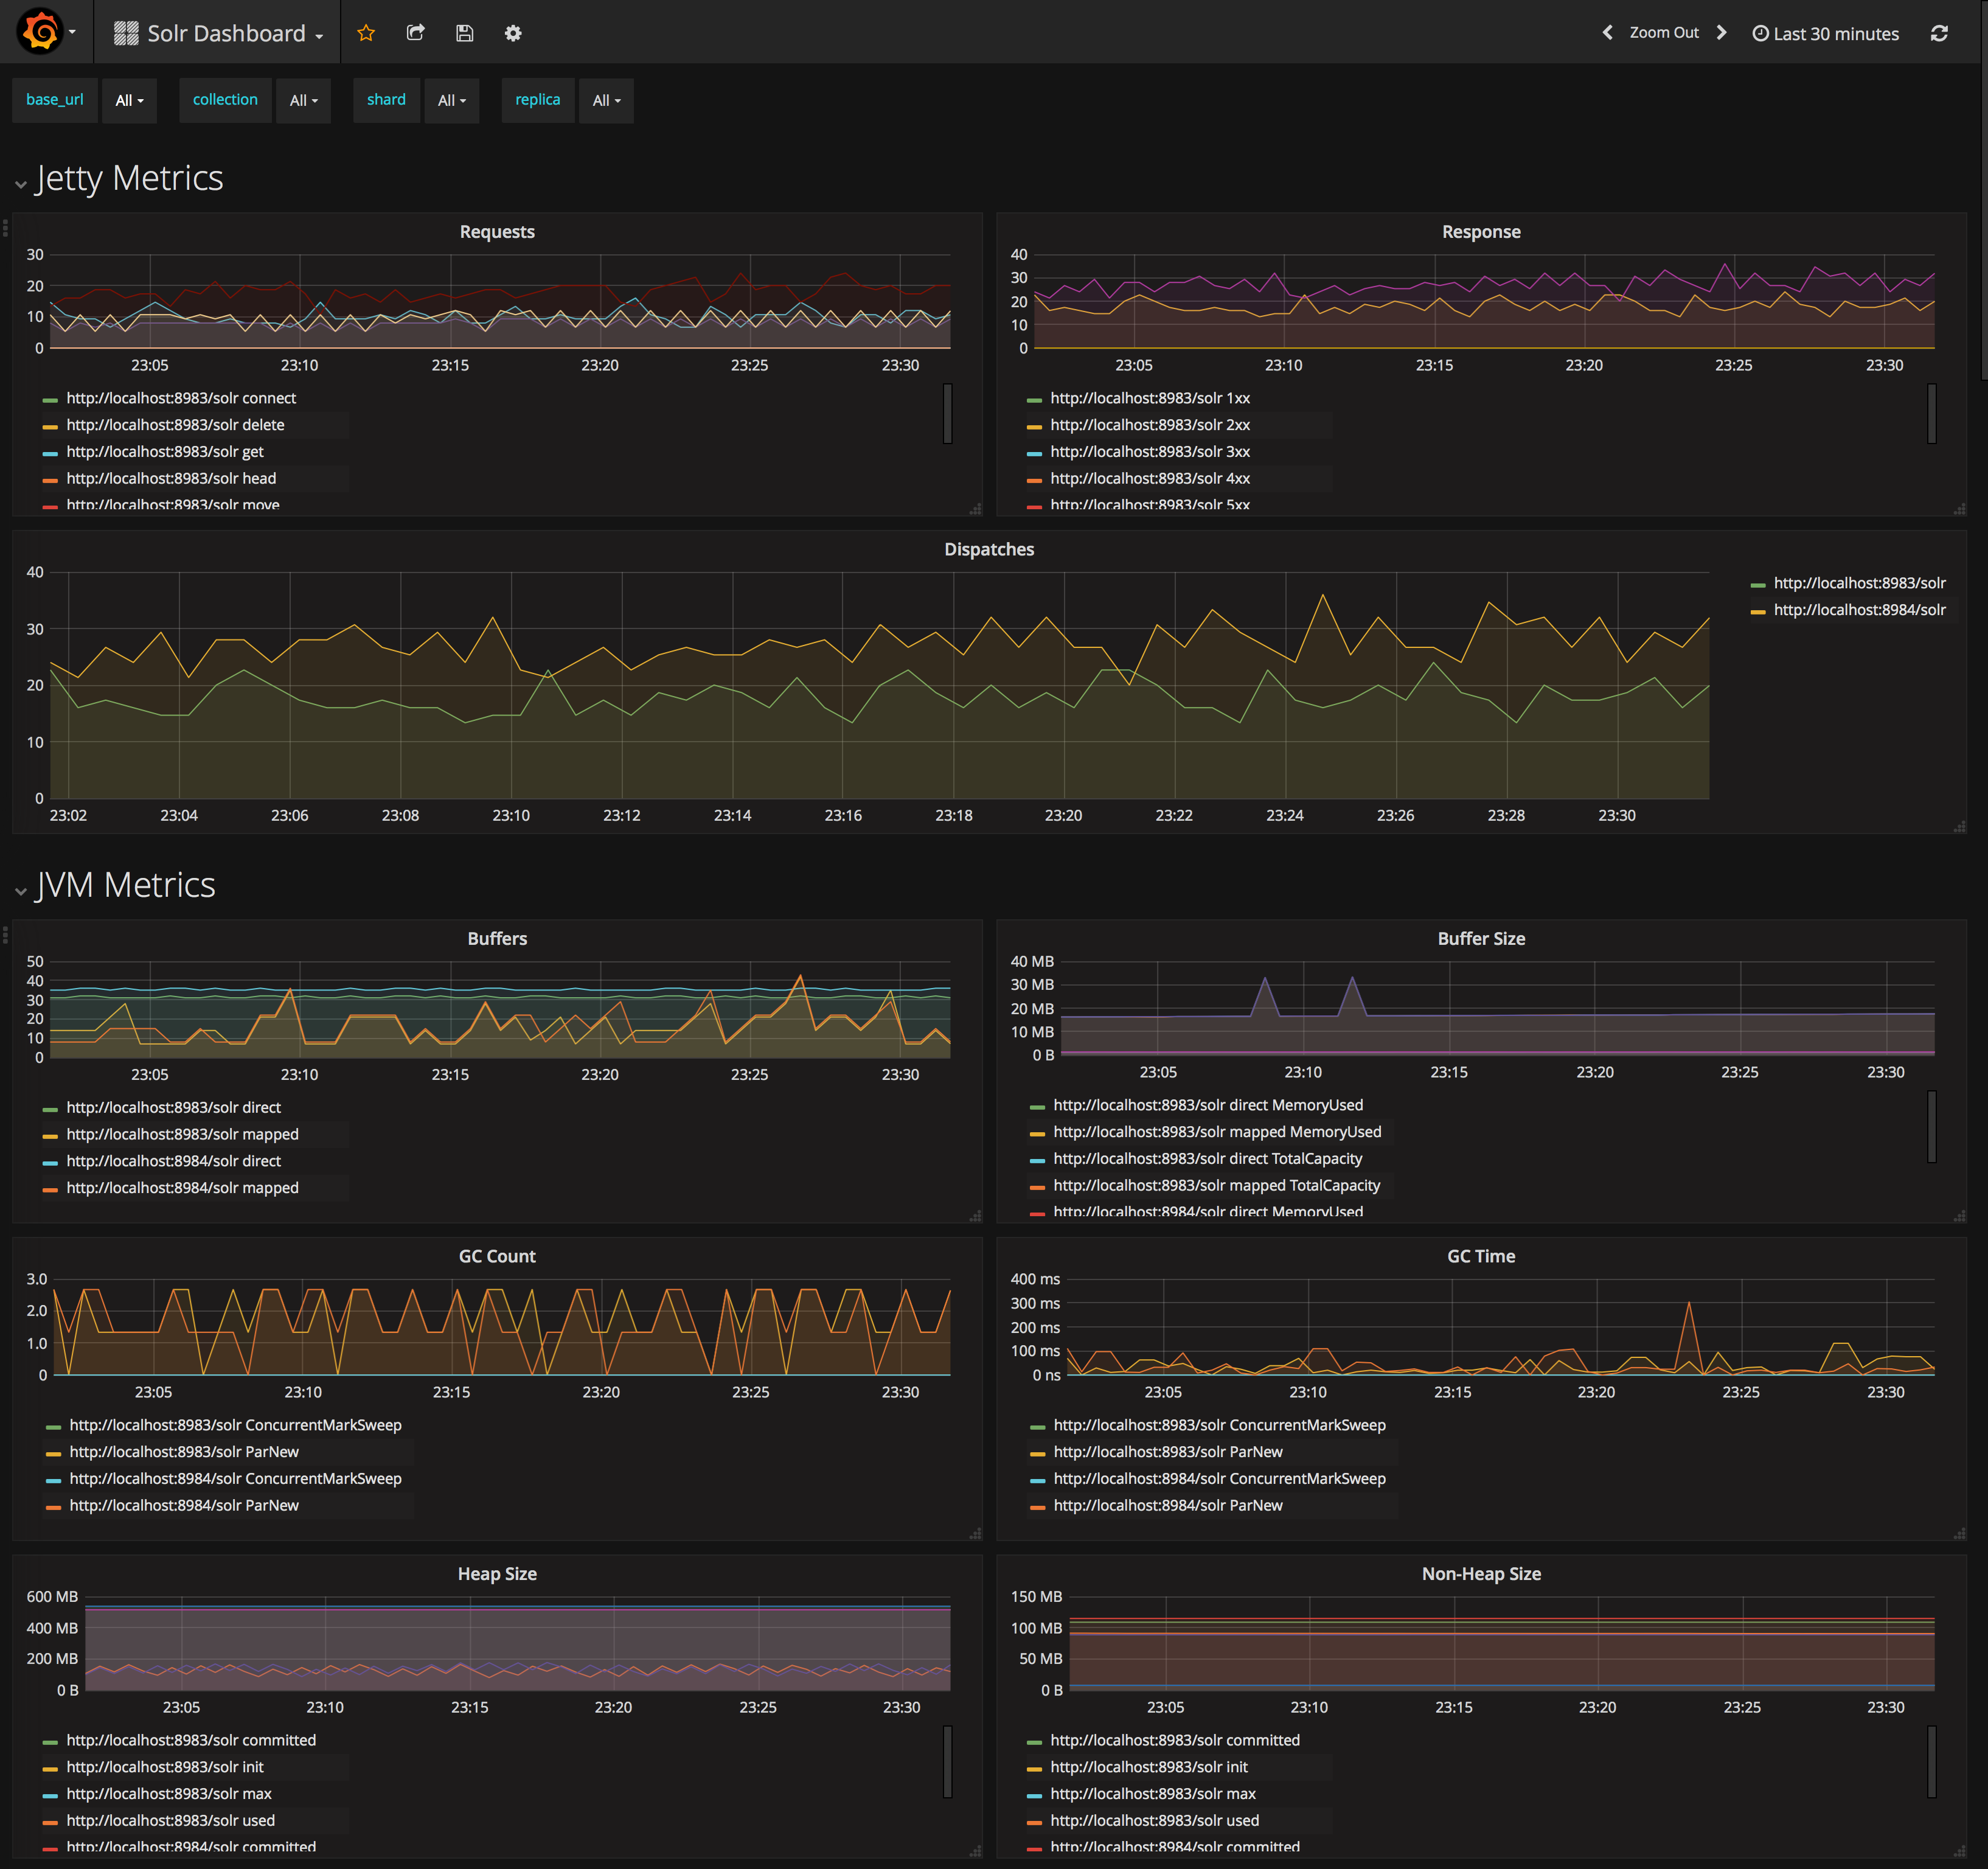 Solr Dashboard
Zoom Out
Last 30 minutes
base_url All collection All shard All replica All
Jetty Metrics
Requests
30
20
10
0
23:05 23:10 23:15 23:20 23:25 23:30
http://localhost:8983/solr connect
http://localhost:8983/solr delete
http://localhost:8983/solr get
http://localhost:8983/solr head
http://localhost:8983/solr move
Response
40
30
20
10
0
23:05 23:10 23:15 23:20 23:25 23:30
http://localhost:8983/solr 1xx
http://localhost:8983/solr 2xx
http://localhost:8983/solr 3xx
http://localhost:8983/solr 4xx
http://localhost:8983/solr 5xx
Dispatches
40
30
20
10
0
23:02 23:04 23:06 23:08 23:10 23:12 23:14 23:16 23:18 23:20 23:22 23:24 23:26 23:28 23:30
http://localhost:8983/solr
http://localhost:8984/solr
JVM Metrics
Buffers
50
40
30
20
10
0
23:05 23:10 23:15 23:20 23:25 23:30
http://localhost:8983/solr direct
http://localhost:8983/solr mapped
http://localhost:8984/solr direct
http://localhost:8984/solr mapped
Buffer Size
40 MB
30 MB
20 MB
10 MB
0 B
23:05 23:10 23:15 23:20 23:25 23:30
http://localhost:8983/solr direct MemoryUsed
http://localhost:8983/solr mapped MemoryUsed
http://localhost:8983/solr direct TotalCapacity
http://localhost:8983/solr mapped TotalCapacity
http://localhost:8984/solr direct MemoryUsed
GC Count
3.0
2.0
1.0
0
23:05 23:10 23:15 23:20 23:25 23:30
http://localhost:8983/solr ConcurrentMarkSweep
http://localhost:8983/solr ParNew
http://localhost:8984/solr ConcurrentMarkSweep
http://localhost:8984/solr ParNew
GC Time
400 ms
300 ms
200 ms
100 ms
0 ns
23:05 23:10 23:15 23:20 23:25 23:30
http://localhost:8983/solr ConcurrentMarkSweep
http://localhost:8983/solr ParNew
http://localhost:8984/solr ConcurrentMarkSweep
http://localhost:8984/solr ParNew
Heap Size
600 MB
400 MB
200 MB
0 B
23:05 23:10 23:15 23:20 23:25 23:30
http://localhost:8983/solr committed
http://localhost:8983/solr init
http://localhost:8983/solr max
http://localhost:8983/solr used
http://localhost:8984/solr committed
Non-Heap Size
150 MB
100 MB
50 MB
0 B
23:05 23:10 23:15 23:20 23:25 23:30
http://localhost:8983/solr committed
http://localhost:8983/solr init
http://localhost:8983/solr max
http://localhost:8983/solr used
http://localhost:8984/solr committed